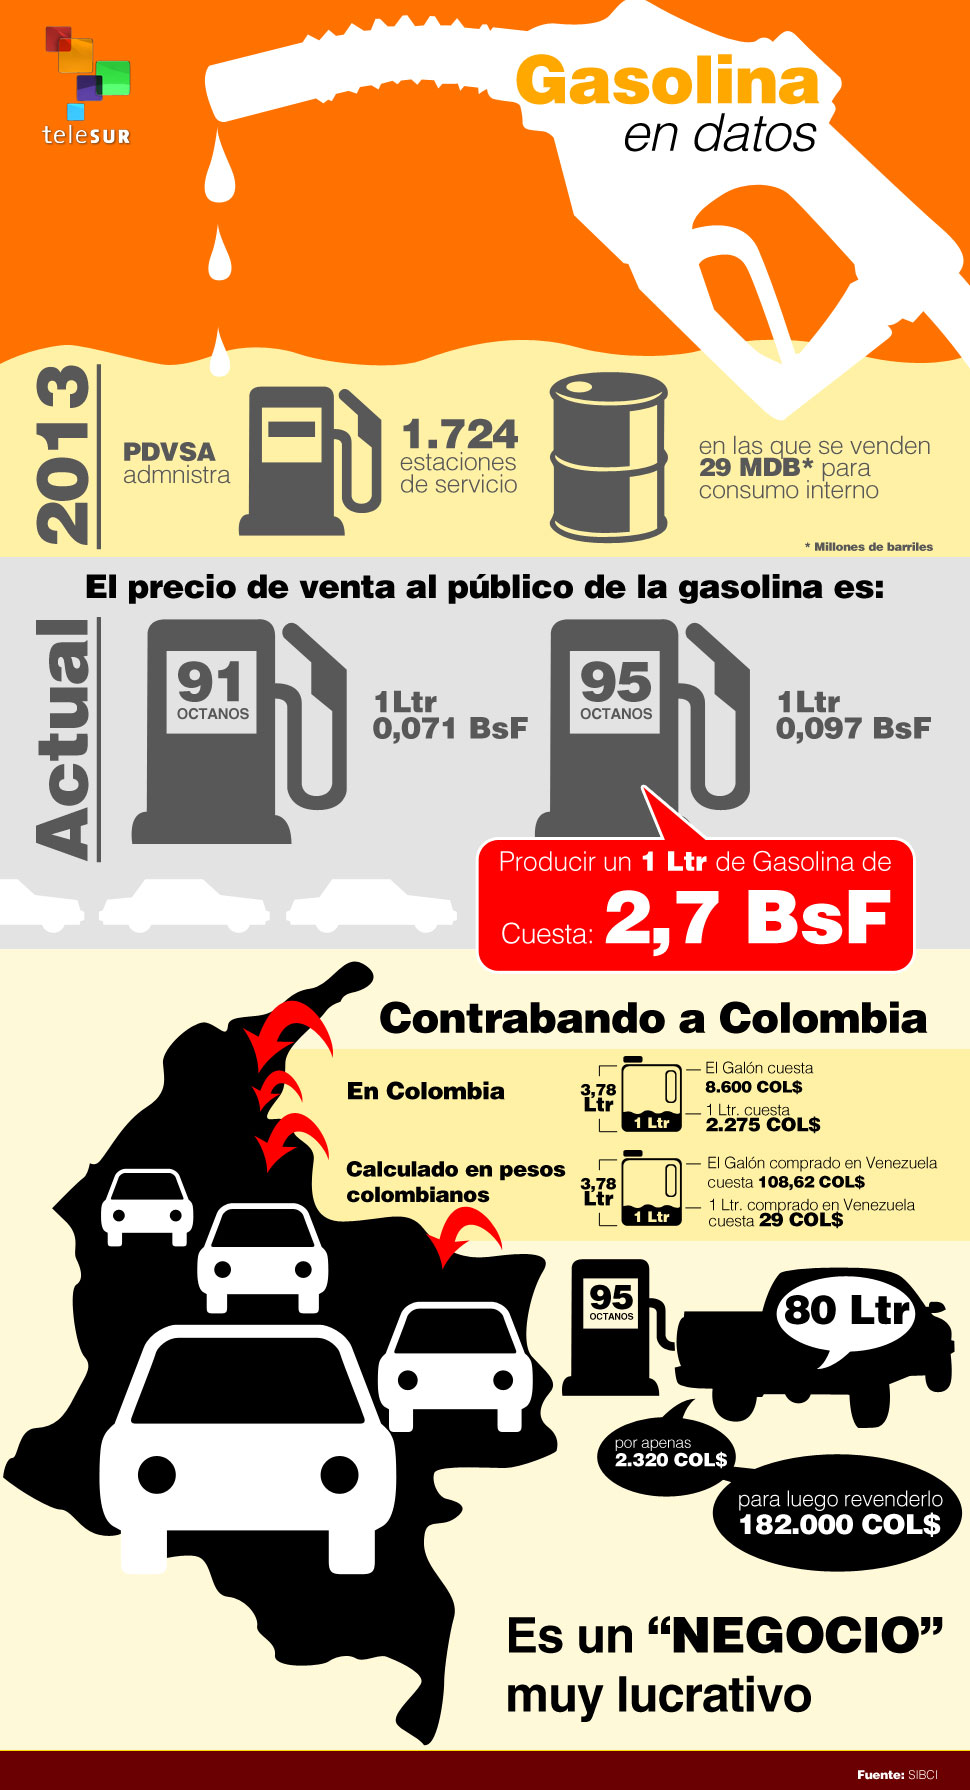 teleSUR
Gasolina
en datos
2013
PDVSA
admnistra
1.724
estaciones
de servicio
en las que se venden
29 MDB* para
consumo interno
* Millones de barriles
El precio de venta al público de la gasolina es:
Actual
91
OCTANOS
1Ltr
0,071 BsF
95
OCTANOS
1Ltr
0,097 BsF
Producir un 1 Ltr de Gasolina de
Cuesta: 2,7 BsF
Contrabando a Colombia
En Colombia
3,78
Ltr
1 Ltr
El Galón cuesta
8.600 COL$
1 Ltr. cuesta
2.275 COL$
Calculado en pesos
colombianos
3,78
Ltr
1 Ltr
El Galón comprado en Venezuela
cuesta 108,62 COL$
1 Ltr. comprado en Venezuela
cuesta 29 COL$
95
OCTANOS
80 Ltr
por apenas
2.320 COL$
para luego revenderlo
182.000 COL$
Es un “NEGOCIO”
muy lucrativo
Fuente: SIBCI